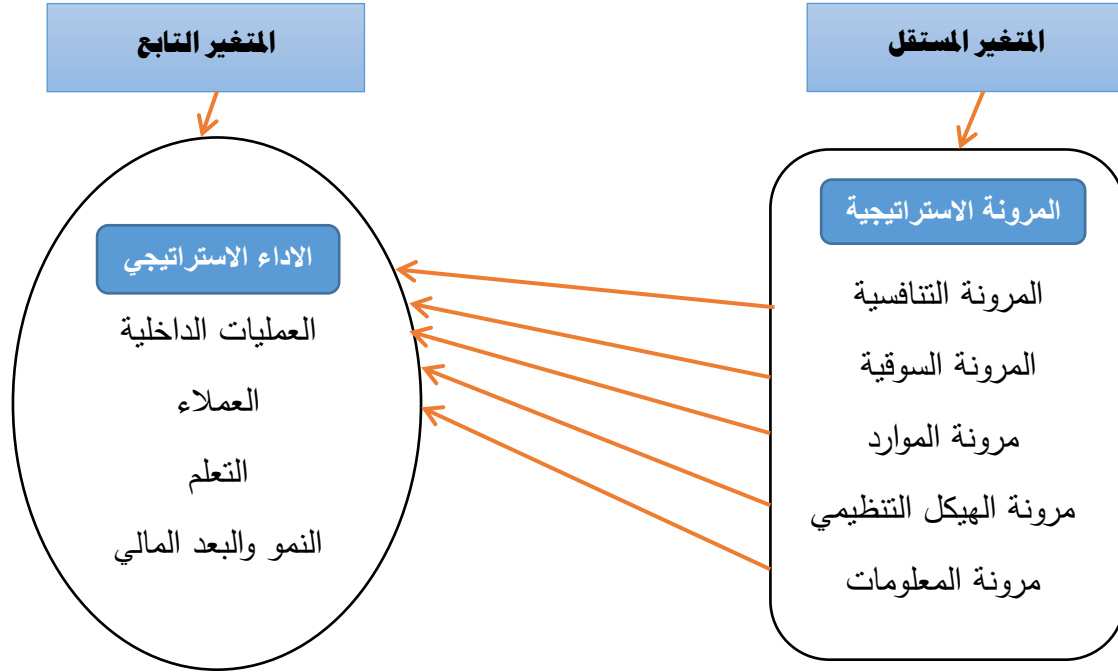 المتغير المستقل
المرونة الاستراتيجية
المرونة التنافسية
المرونة السوقية
مرونة الموارد
مرونة الهيكل التنظيمي
مرونة المعلومات
المتغير التابع
الاداء الاستراتيجي
العمليات الداخلية
العملاء
التعلم
النمو والبعد المالي